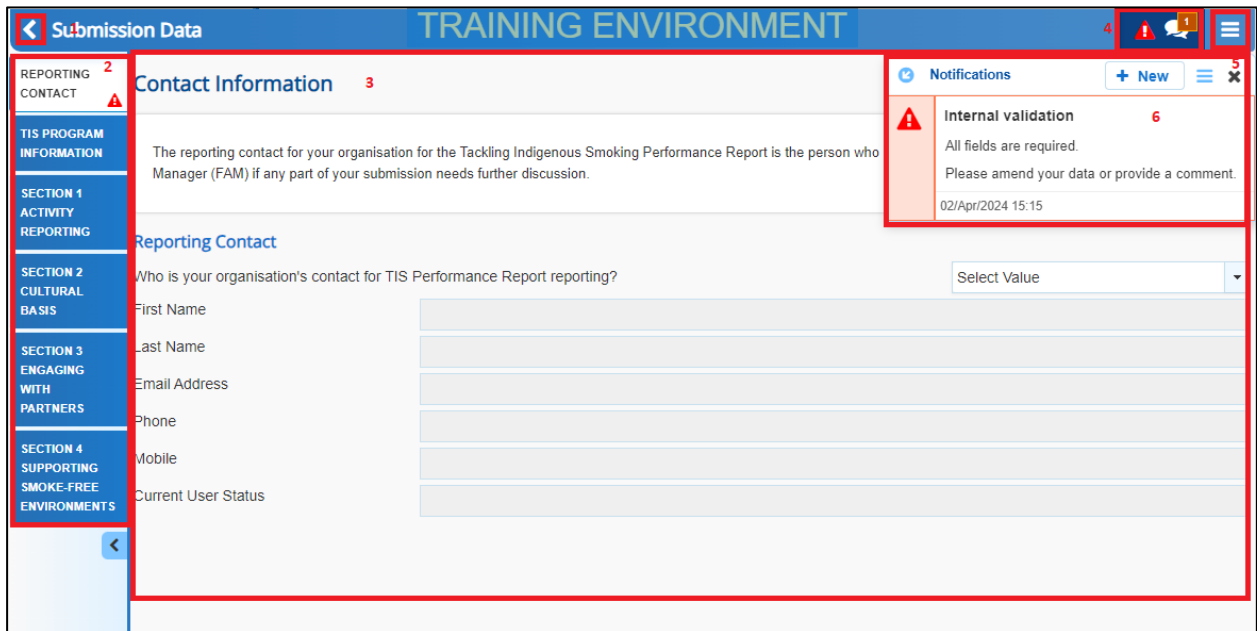 Submission Data
1
TRAINING ENVIRONMENT
4
1
5
REPORTING
CONTACT
2
TIS PROGRAM
INFORMATION
SECTION 1
ACTIVITY
REPORTING
SECTION 2
CULTURAL
BASIS
SECTION 3
ENGAGING
WITH
PARTNERS
SECTION 4
SUPPORTING
SMOKE-FREE
ENVIRONMENTS
Contact Information
3
The reporting contact for your organisation for the Tackling Indigenous Smoking Performance Report is the person who
Manager (FAM) if any part of your submission needs further discussion.
Notifications
+ New
Internal validation
6
All fields are required.
Please amend your data or provide a comment.
02/Apr/2024 15:15
Reporting Contact
Who is your organisation's contact for TIS Performance Report reporting?
Select Value
First Name
Last Name
Email Address
Phone
Mobile
Current User Status